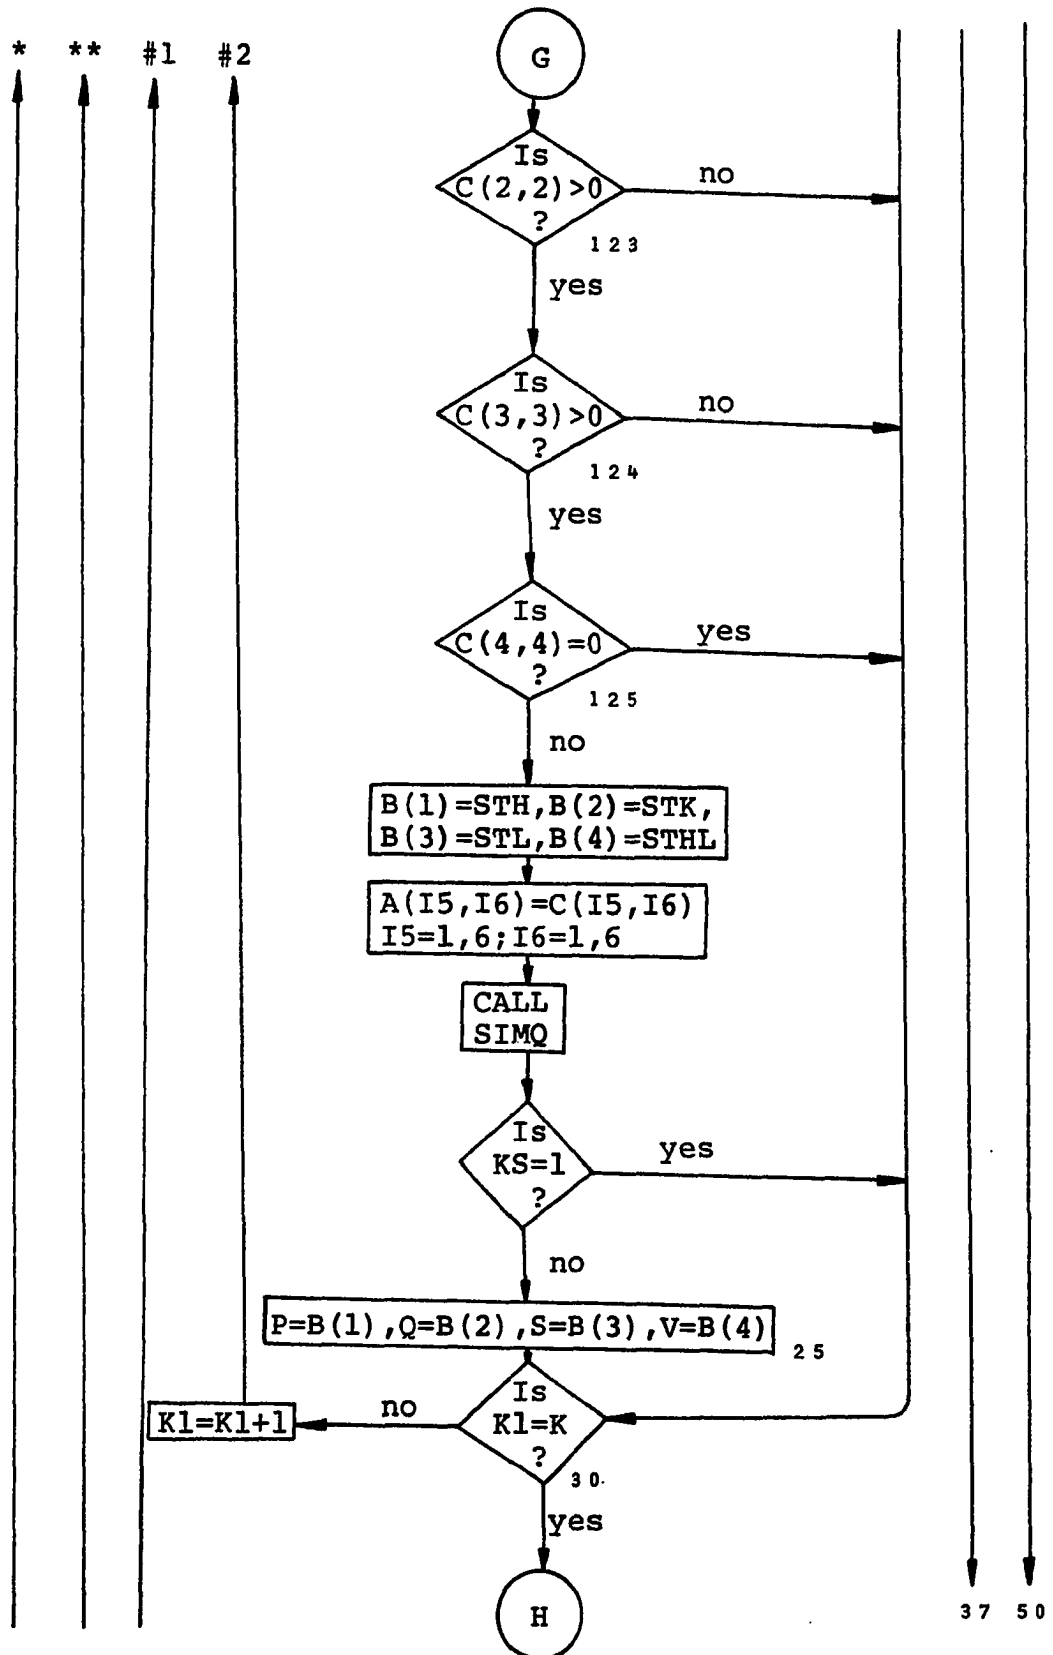 * ** #1 #2
G
Is
C(2,2)>0
?
no
123
yes
Is
C(3,3)>0
?
no
124
yes
Is
C(4,4)=0
?
yes
125
no
B(1)=STH,B(2)=STK,
B(3)=STL,B(4)=STHL
A(I5,I6)=C(I5,I6)
I5=1,6;I6=1,6
CALL
SIMQ
Is
KS=1
?
yes
no
P=B(1),Q=B(2),S=B(3),V=B(4)
25
Is
K1=K
?
no
K1=K1+1
30
yes
H
37 50